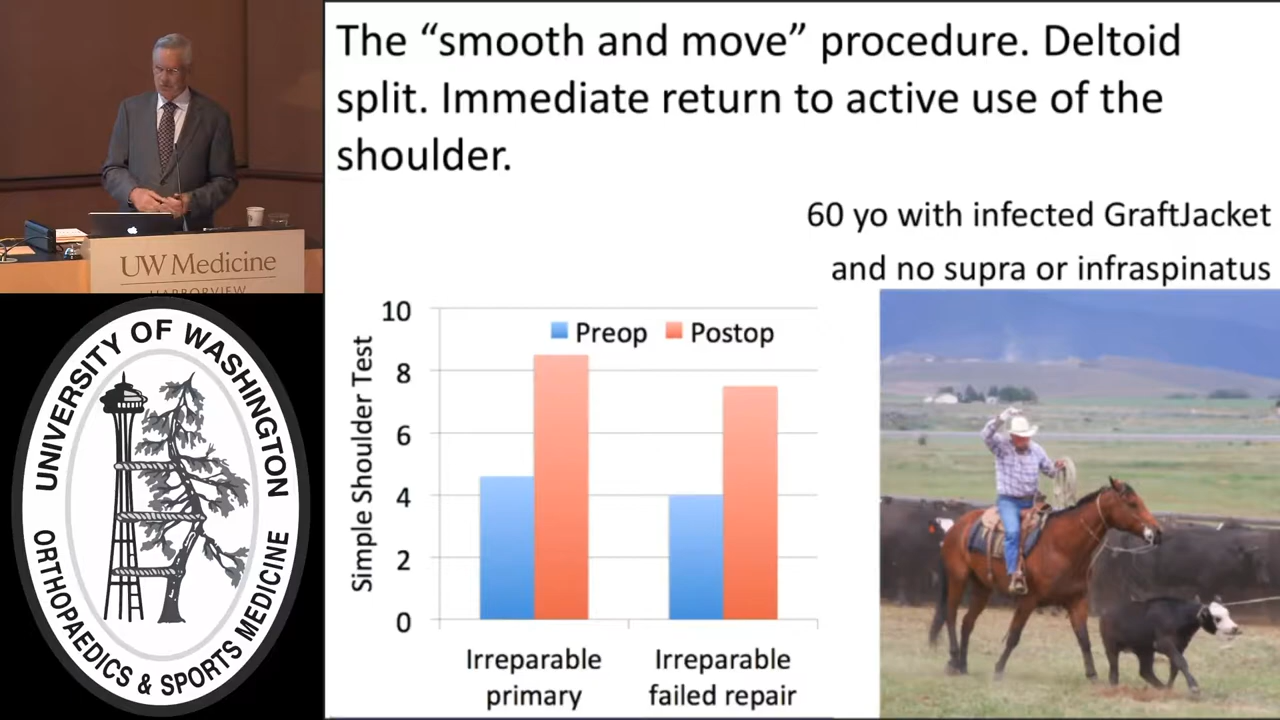 The “smooth and move” procedure. Deltoid
split. Immediate return to active use of the
shoulder.
60 yo with infected GraftJacket
and no supra or infraspinatus
UW Medicine
HARBORVIEW
UNIVERSITY OF WASHINGTON
ORTHOPAEDICS & SPORTS MEDICINE
Simple Shoulder Test
10
8
6
4
2
0
Preop
Postop
Irreparable
primary
Irreparable
failed repair